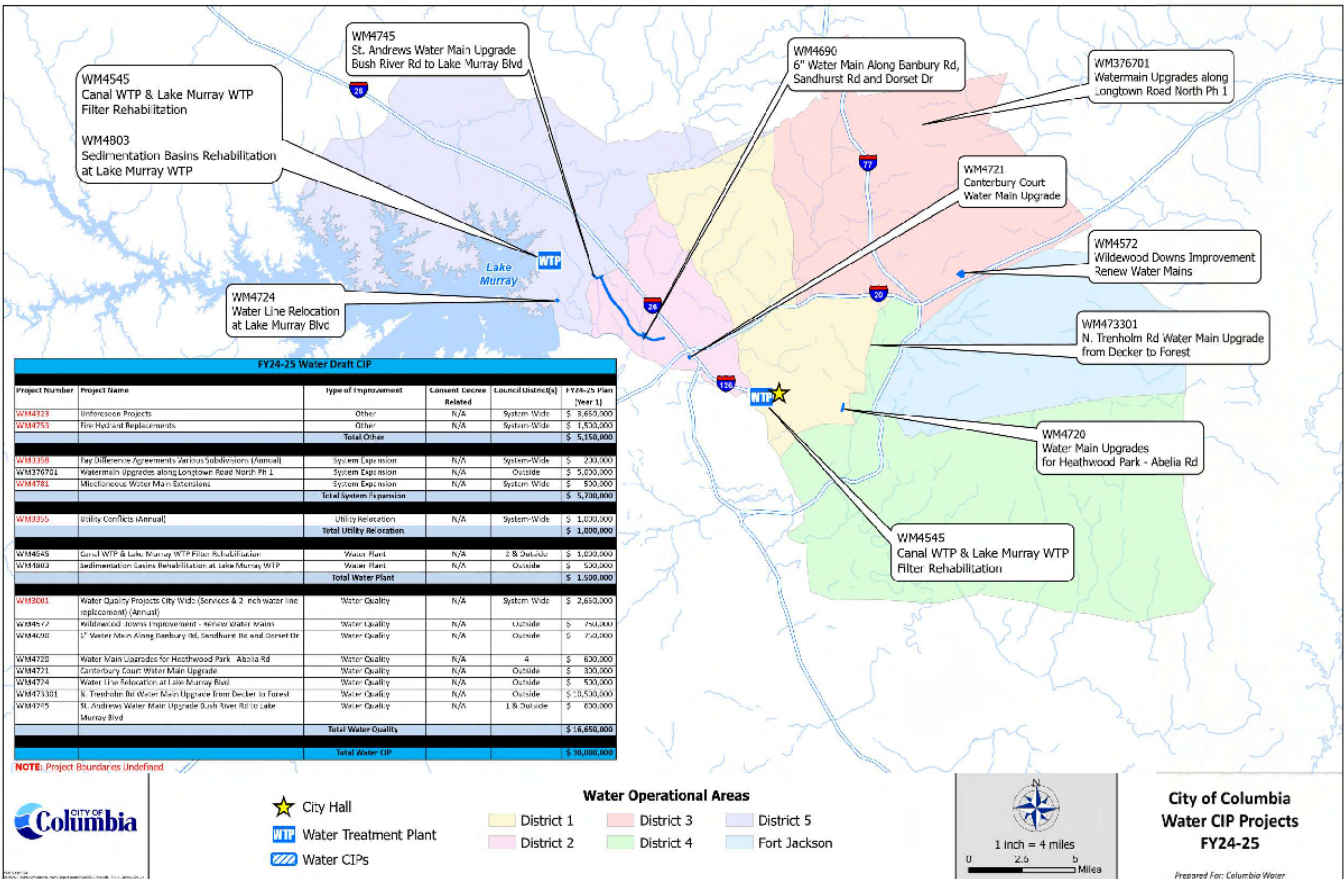 WM4745
St. Andrews Water Main Upgrade
Bush River Rd to Lake Murray Blvd
WM4690
6" Water Main Along Banbury Rd,
Sandhurst Rd and Dorset Dr
WM376701
Watermain Upgrades along
Longtown Road North Ph 1
WM4545
Canal WTP & Lake Murray WTP
Filter Rehabilitation
WM4803
Sedimentation Basins Rehabilitation
at Lake Murray WTP
26
77
WM4721
Canterbury Court
Water Main Upgrade
WM4572
Wildewood Downs Improvement
Renew Water Mains
WTP
Lake
Murray
WM4724
Water Line Relocation
at Lake Murray Blvd
26
20
WM473301
N. Trenholm Rd Water Main Upgrade
from Decker to Forest
126
WTP
WM4720
Water Main Upgrades
for Heathwood Park - Abelia Rd
WM4545
Canal WTP & Lake Murray WTP
Filter Rehabilitation
FY24-25 Water Draft CIP
Project Number Project Name Type of Improvement Consent Decree Related Council District(s) FY24-25 Plan (Year 1)
WM4323 Unforeseen Projects Other N/A System-Wide $ 3,650,000
WM4753 Fire Hydrant Replacements Other N/A System-Wide $ 1,500,000
Total Other $ 5,150,000
WM3358 Pay Difference Agreements Various Subdivisions (Annual) System Expansion N/A System-Wide $ 200,000
WM376701 Watermain Upgrades along Longtown Road North Ph 1 System Expansion N/A Outside $ 5,000,000
WM4781 Miscellaneous Water Main Extensions System Expansion N/A System Wide $ 500,000
Total System Expansion $ 5,700,000
WM3355 Utility Conflicts (Annual) Utility Relocation N/A System-Wide $ 1,000,000
Total Utility Relocation $ 1,000,000
WM4545 Canal WTP & Lake Murray WTP Filter Rehabilitation Water Plant N/A 2 & Outside $ 1,000,000
WM4803 Sedimentation Basins Rehabilitation at Lake Murray WTP Water Plant N/A Outside $ 500,000
Total Water Plant $ 1,500,000
WM3001 Water Quality Projects City Wide (Services & 2 inch water line N/A System Wide $ 2,650,000
replacement) (Annual) Water Quality
WM4572 Wildewood Downs Improvement - Renew Water Mains Water Quality N/A Outside $ 750,000
WM4690 6" Water Main Along Banbury Rd, Sandhurst Rd and Dorset Dr Water Quality N/A Outside $ 750,000
WM4720 Water Main Upgrades for Heathwood Park Abelia Rd Water Quality N/A 4 $ 600,000
WM4721 Canterbury Court Water Main Upgrade Water Quality N/A Outside $ 300,000
WM4724 Water Line Relocation at Lake Murray Blvd Water Quality N/A Outside $ 500,000
WM473301 N. Trenholm Rd Water Main Upgrade from Decker to Forest Water Quality N/A Outside $ 10,500,000
WM4745 St. Andrews Water Main Upgrade Bush River Rd to Lake Water Quality N/A 1 & Outside $ 600,000
Murray Blvd
Total Water Quality $ 16,650,000
Total Water CIP $ 30,000,000
NOTE: Project Boundaries Undefined
CITY OF
Columbia
City Hall
WTP Water Treatment Plant
Water CIPs
Water Operational Areas
District 1 District 3 District 5
District 2 District 4 Fort Jackson
N
1 inch = 4 miles
0 2.5 5
Miles
City of Columbia
Water CIP Projects
FY24-25
Prepared For: Columbia Water